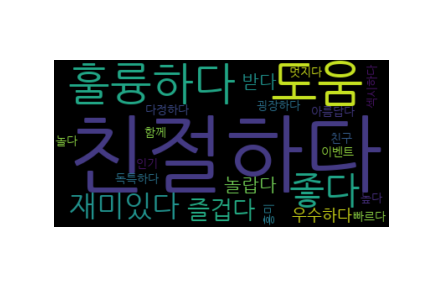 훌륭하다
받다
멋지다
도움
섹시하다
다정하다
굉장하다
아름답다
친절하다
함께
친구
놀다
이벤트
인기
독특하다
놀랍다
좋다
재미있다
즐겁다
흥미
우수하다
빠르다